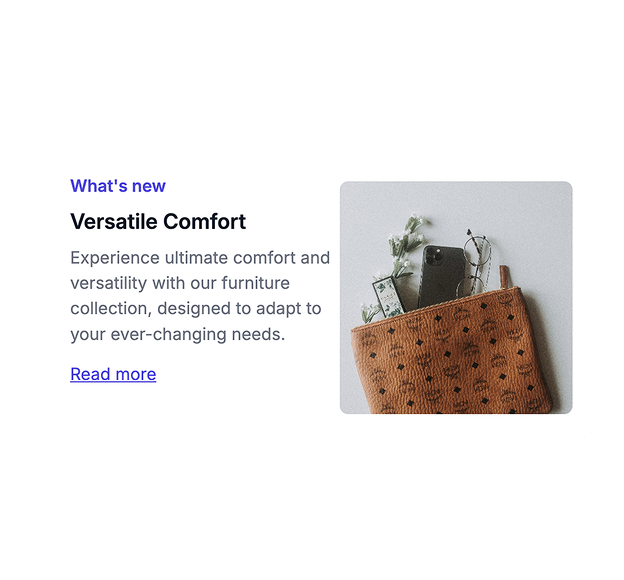 What's new
Versatile Comfort
Experience ultimate comfort and
versatility with our furniture
collection, designed to adapt to
your ever-changing needs.
Read more